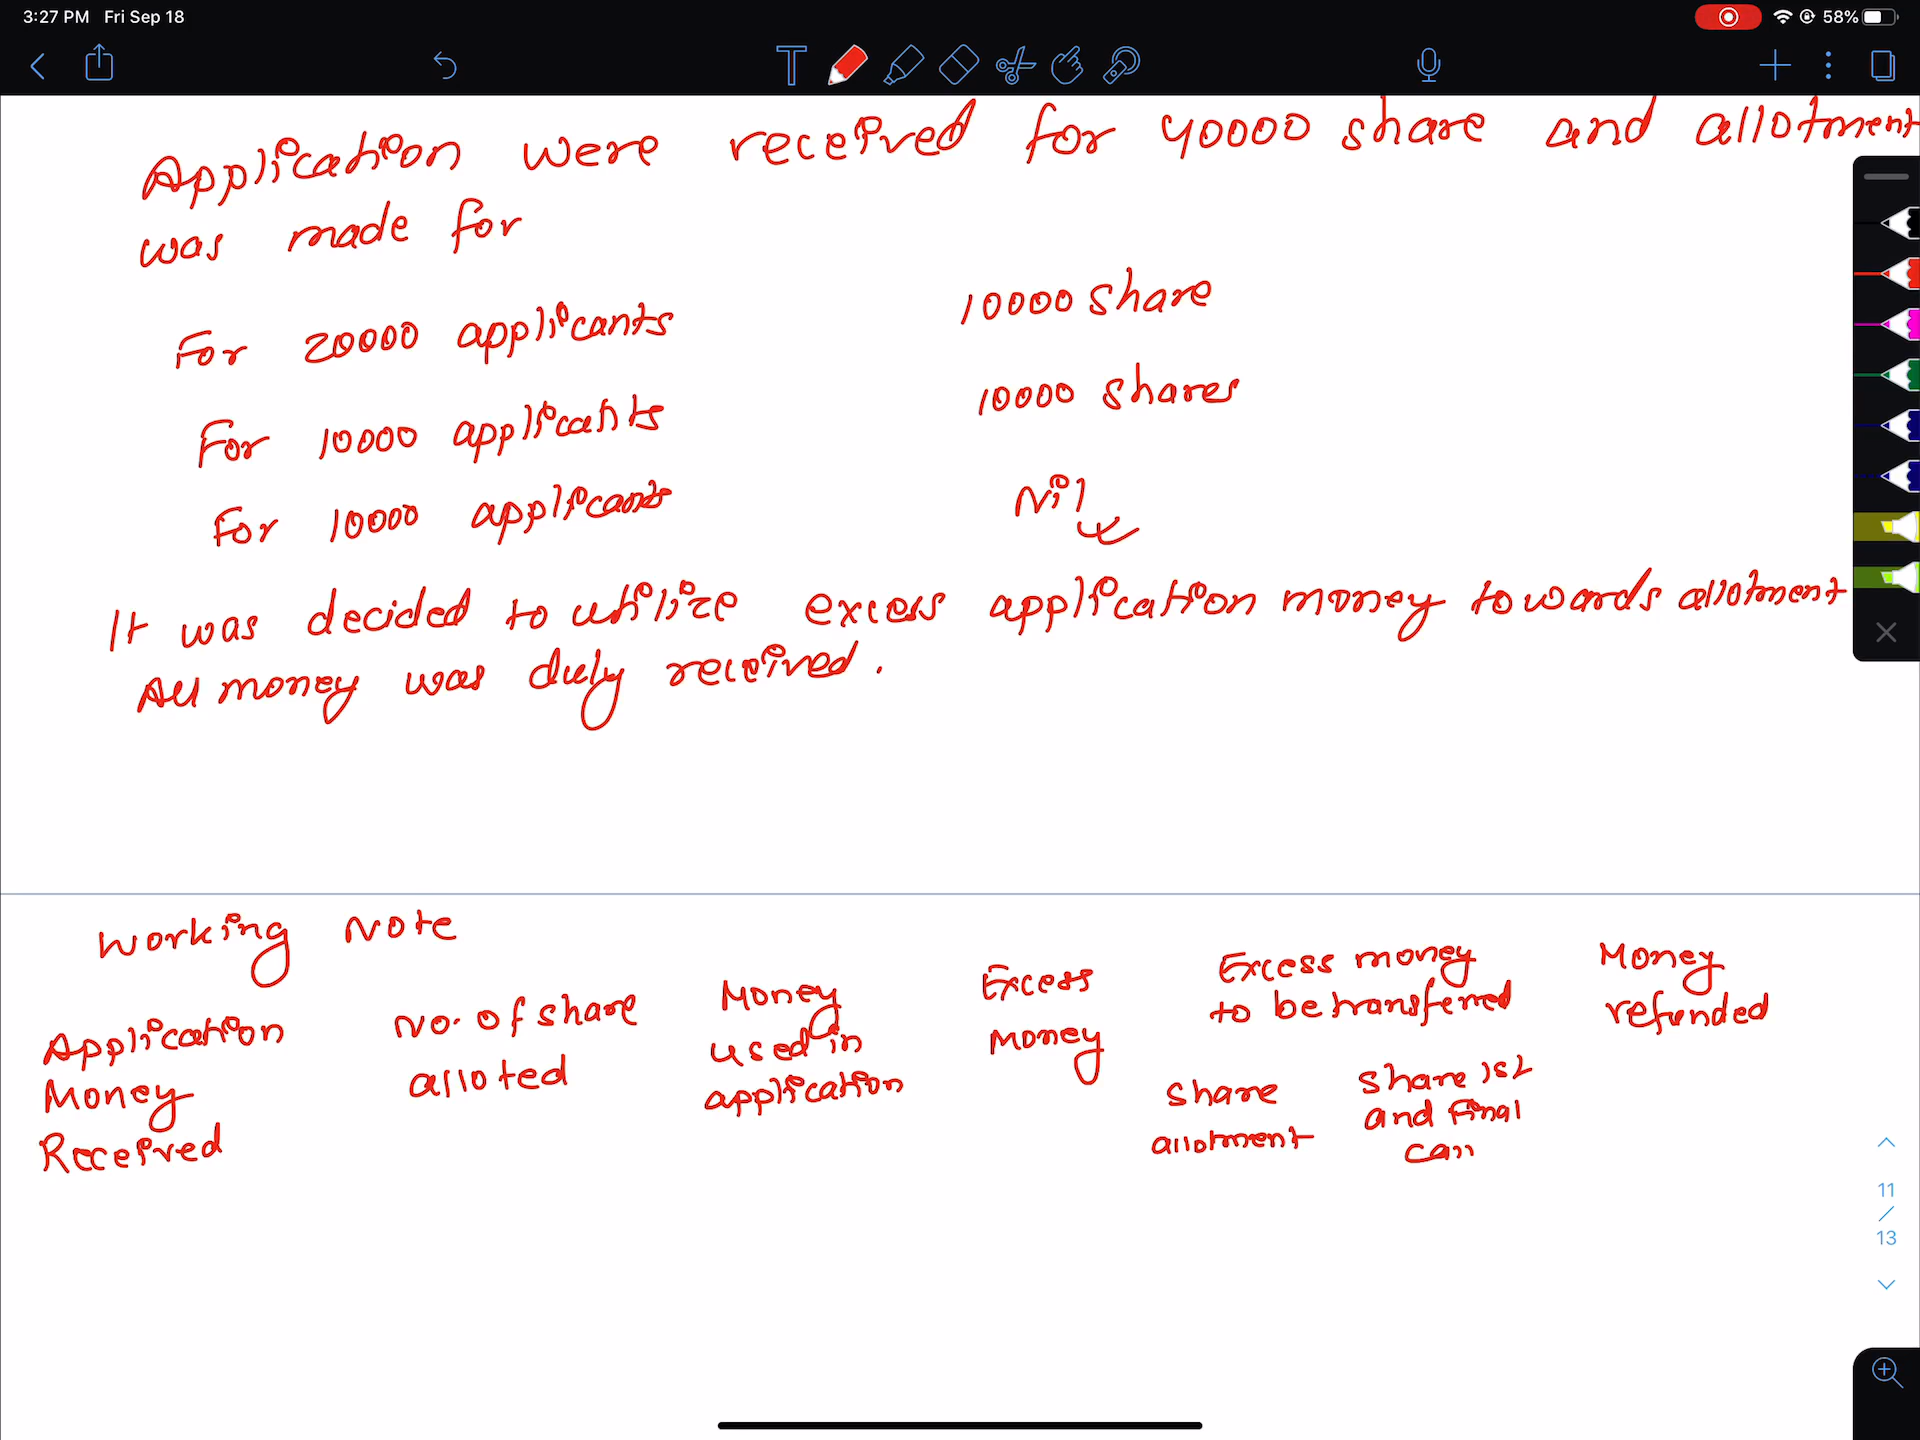 3:27 PM Fri Sep 18
58%
Application were received for 40000 share and allotment
was made for
For 20000 applicants 10000 share
For 10000 applicants 10000 shares
For 10000 applicants Nil
It was decided to utilize excess application money towards allotment
All money was duly received.
Working Note
Application Money Received
No. of share alloted
Money used in application
Excess Money
Excess money to be transferred
Share allotment
Share 1st and Final call
Money refunded
11
/
13